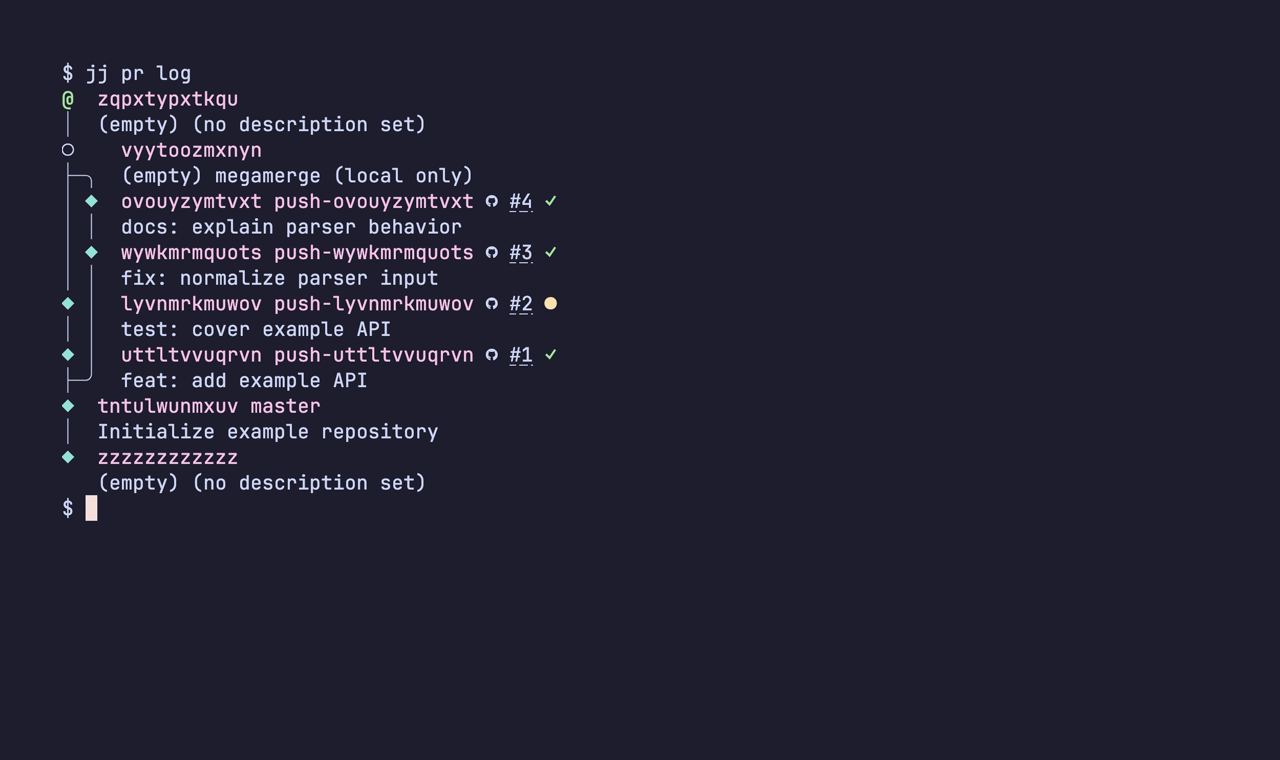 $ jj pr log
@ zqpxtypxtkqu
(empty) (no description set)
vyytoozmxnyn
(empty) megamerge (local only)
ovouyzymtvxt push-ovouyzymtvxt #4 ✓
docs: explain parser behavior
wywkmrmquots push-wywkmrmquots #3 ✓
fix: normalize parser input
lyvnmrkmuwov push-lyvnmrkmuwov #2
test: cover example API
uttltvvuqrvn push-uttltvvuqrvn #1 ✓
feat: add example API
tntulwunmxuv master
Initialize example repository
zzzzzzzzzzzz
(empty) (no description set)
$